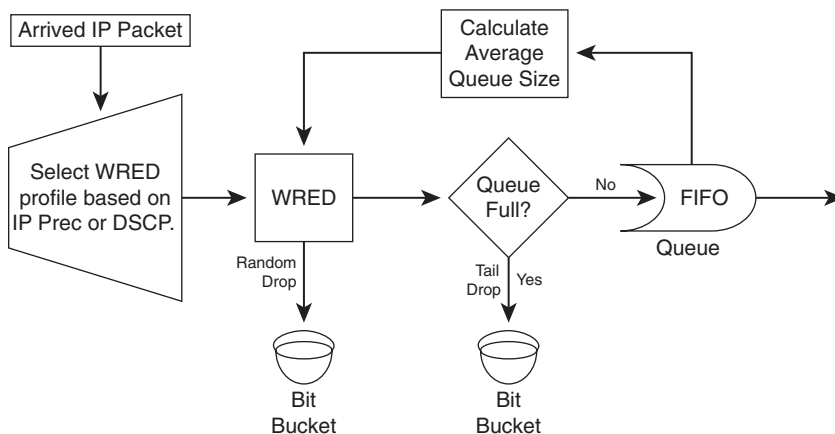 Arrived IP Packet
Calculate
Average
Queue Size
Select WRED
profile based on
IP Prec or DSCP.
WRED
Queue
Full?
No
FIFO
Queue
Random
Drop
Tail
Drop
Yes
Bit
Bucket
Bit
Bucket